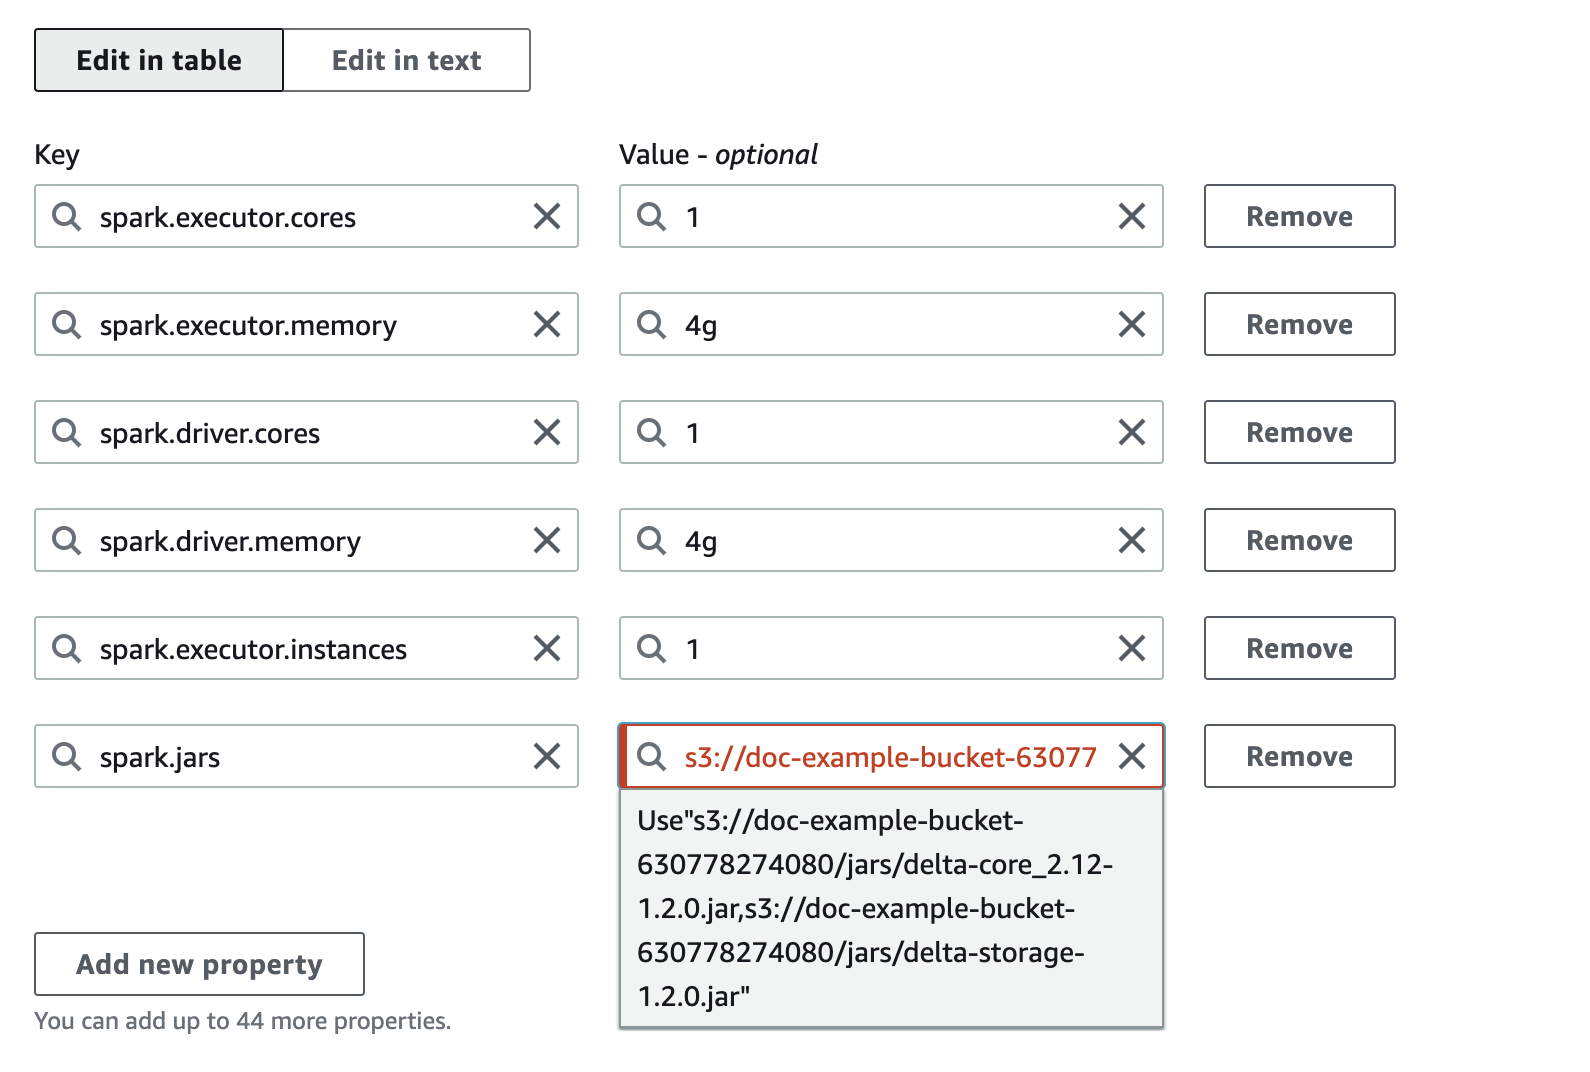 Edit in table Edit in text
Key Value - optional
spark.executor.cores 1 Remove
spark.executor.memory 4g Remove
spark.driver.cores 1 Remove
spark.driver.memory 4g Remove
spark.executor.instances 1 Remove
spark.jars s3://doc-example-bucket-63077 Remove
Use"s3://doc-example-bucket-
630778274080/jars/delta-core_2.12-
1.2.0.jar,s3://doc-example-bucket-
630778274080/jars/delta-storage-
1.2.0.jar"
Add new property
You can add up to 44 more properties.